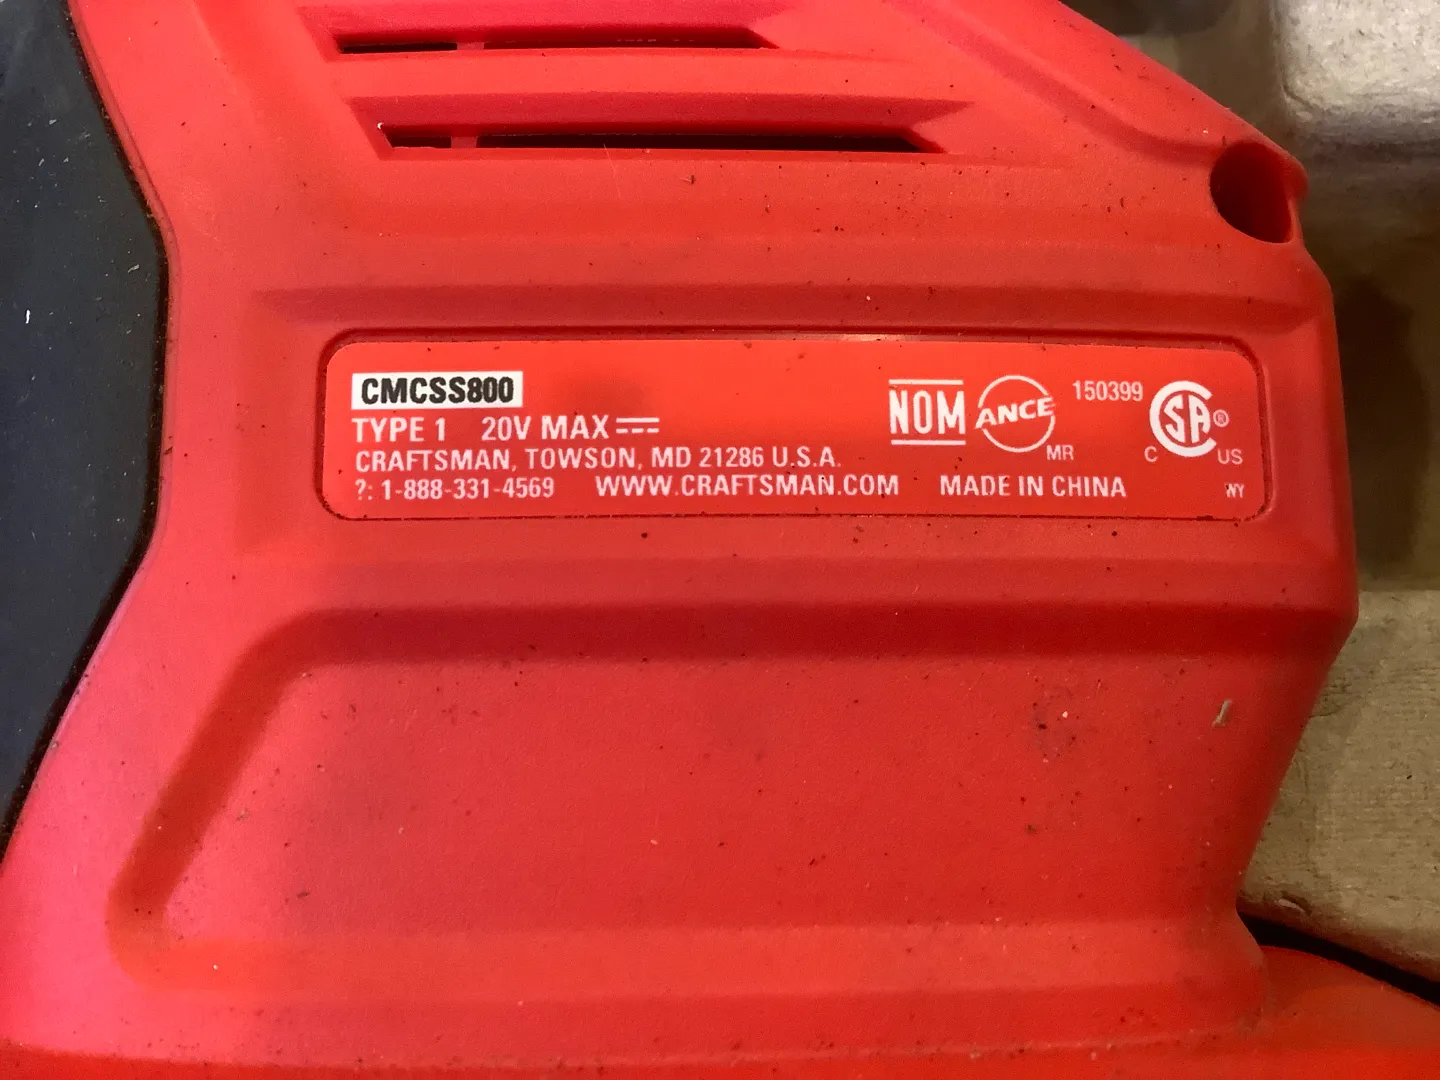 CMCSS800
TYPE 1 20V MAX
CRAFTSMAN, TOWSON, MD 21286 U.S.A.
?: 1-888-331-4569 WWW.CRAFTSMAN.COM MADE IN CHINA
NOM ANCE MR
150399
C SA ® US
WY